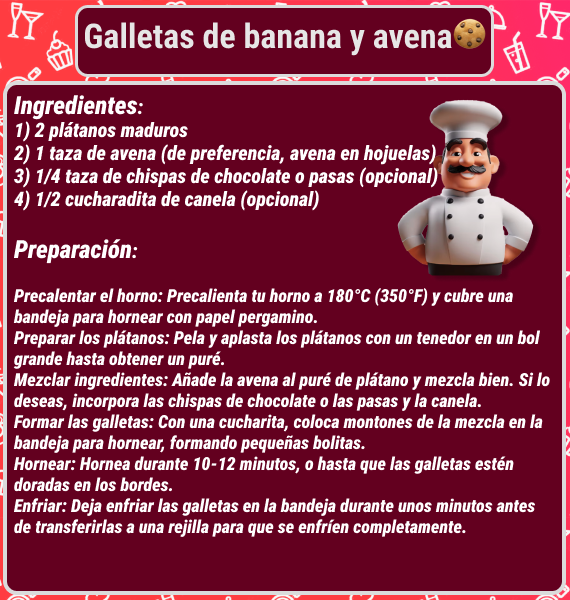 Galletas de banana y avena🍪
Ingredientes:
1) 2 plátanos maduros
2) 1 taza de avena (de preferencia, avena en hojuelas)
3) 1/4 taza de chispas de chocolate o pasas (opcional)
4) 1/2 cucharadita de canela (opcional)
Preparación:
Precalentar el horno: Precalienta tu horno a 180°C (350°F) y cubre una
bandeja para hornear con papel pergamino.
Preparar los plátanos: Pela y aplasta los plátanos con un tenedor en un bol
grande hasta obtener un puré.
Mezclar ingredientes: Añade la avena al puré de plátano y mezcla bien. Si lo
deseas, incorpora las chispas de chocolate o las pasas y la canela.
Formar las galletas: Con una cucharita, coloca montones de la mezcla en la
bandeja para hornear, formando pequeñas bolitas.
Hornear: Hornea durante 10-12 minutos, o hasta que las galletas estén
doradas en los bordes.
Enfriar: Deja enfriar las galletas en la bandeja durante unos minutos antes
de transferirlas a una rejilla para que se enfríen completamente.